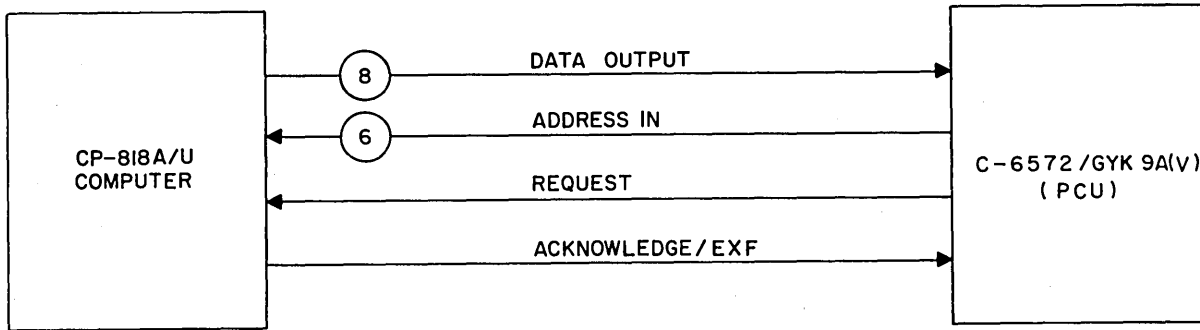 CP-818A/U
COMPUTER
8
DATA OUTPUT
6
ADDRESS IN
REQUEST
ACKNOWLEDGE/EXF
C-6572/GYK 9A(V)
(PCU)